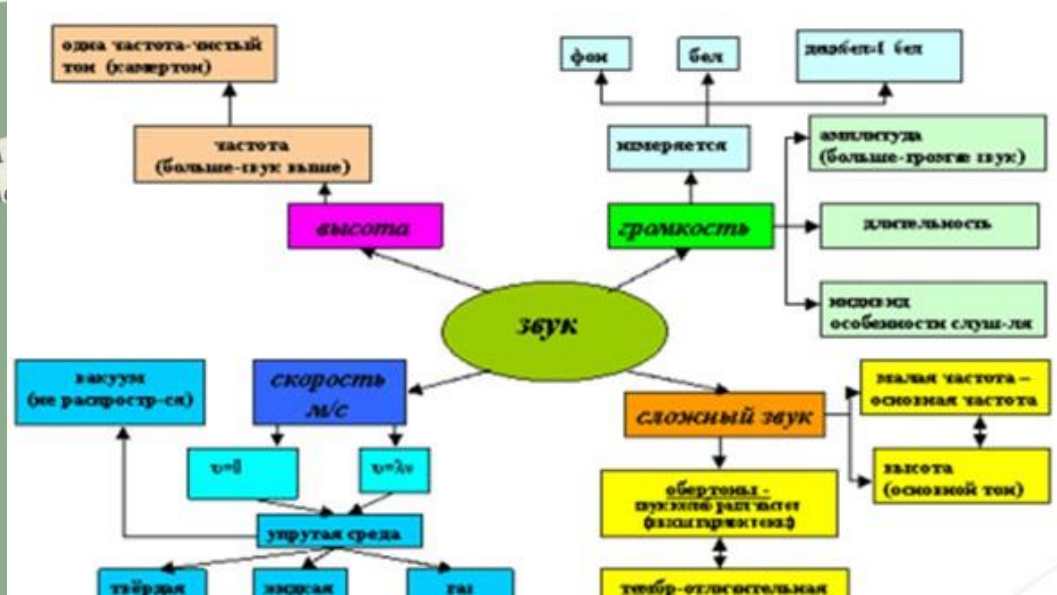 одна частота-чистый
тон (камертон)
частота
(больше-звук выше)
высота
фон
бел
децибел=1 бел
измеряется
громкость
амплитуда
(больше-громче звук)
длительность
индивид
особенности слуш-ля
звук
вакуум
(не распростр-ся)
скорость
м/с
υ=λν
упругая среда
твёрдая
жидкая
газ
сложный звук
малая частота –
основная частота
высота
(основной тон)
обертоны -
тембр-отличительная